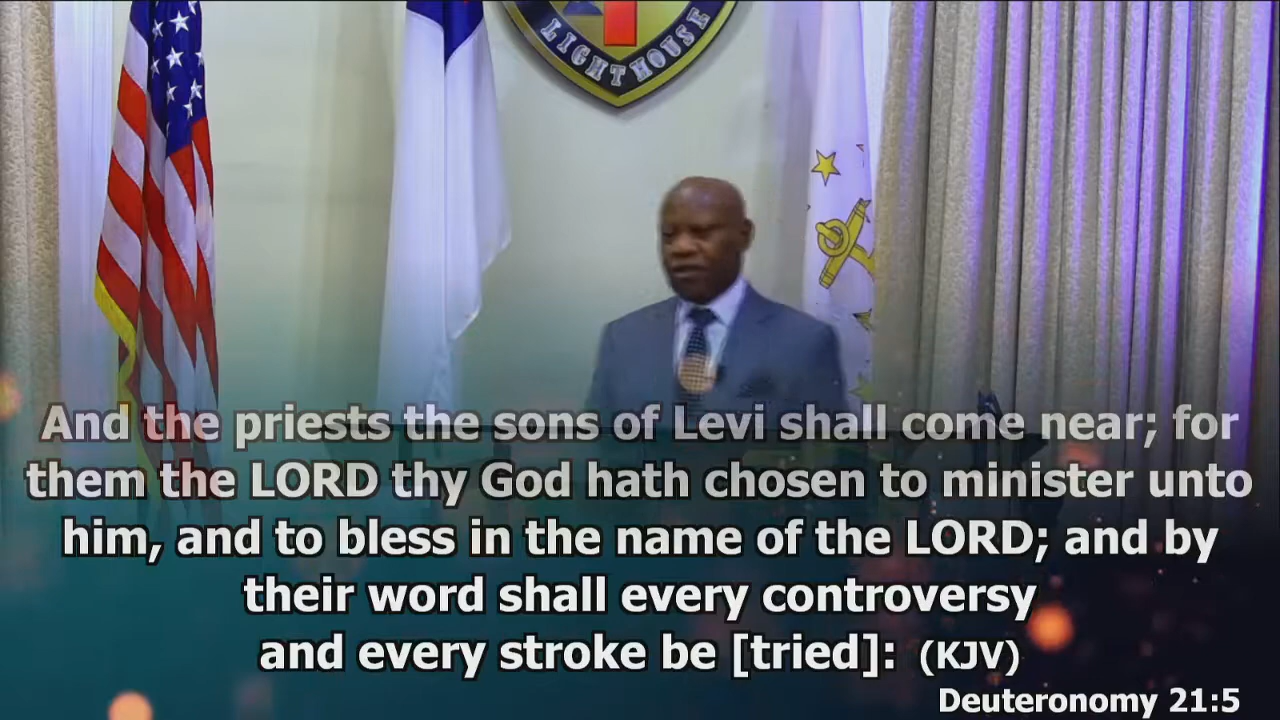 LIGHT HOUSE
And the priests the sons of Levi shall come near; for
them the LORD thy God hath chosen to minister unto
him, and to bless in the name of the LORD; and by
their word shall every controversy
and every stroke be [tried]: (KJV)
Deuteronomy 21:5